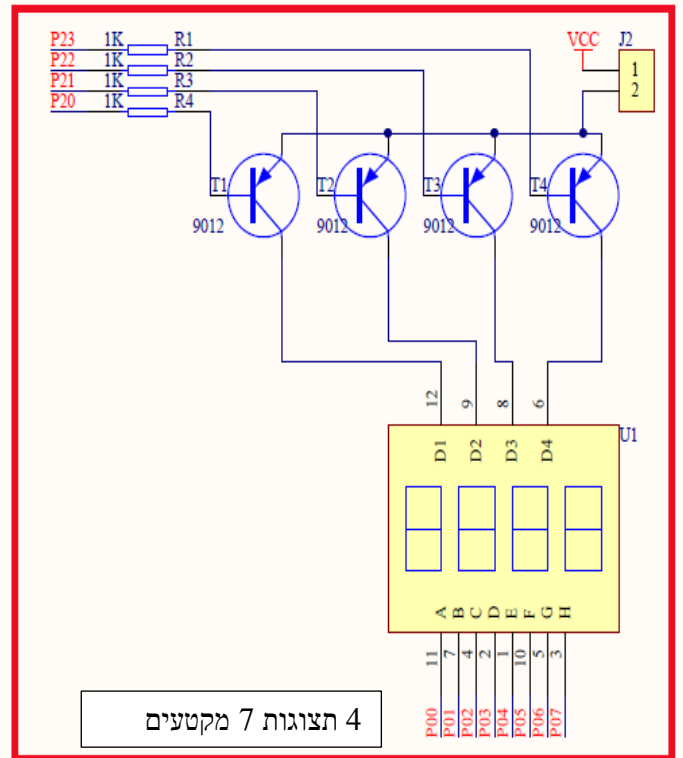 P23 1K R1
P22 1K R2
P21 1K R3
P20 1K R4
VCC J2
1
2
T1 T2 T3 T4
9012 9012 9012 9012
12 9 8 6
U1
D1 D2 D3 D4
A B C D E F G H
11 7 4 2 1 10 5 3
P00 P01 P02 P03 P04 P05 P06 P07
4 תצוגות 7 מקטעים